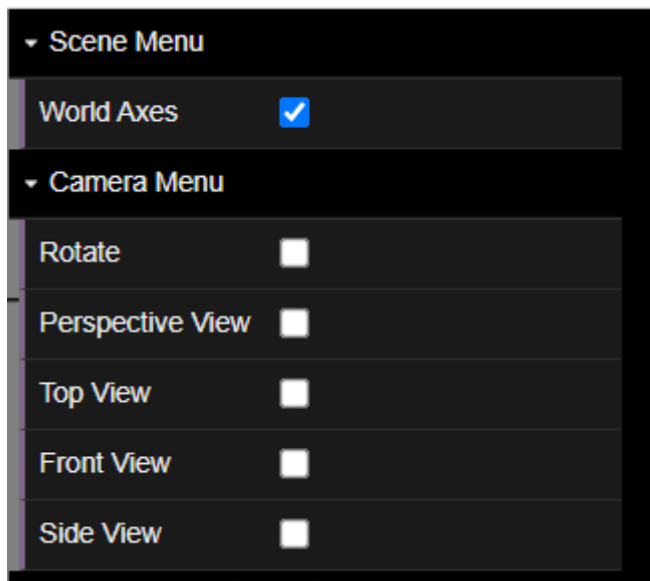 Scene Menu
World Axes
Camera Menu
Rotate
Perspective View
Top View
Front View
Side View